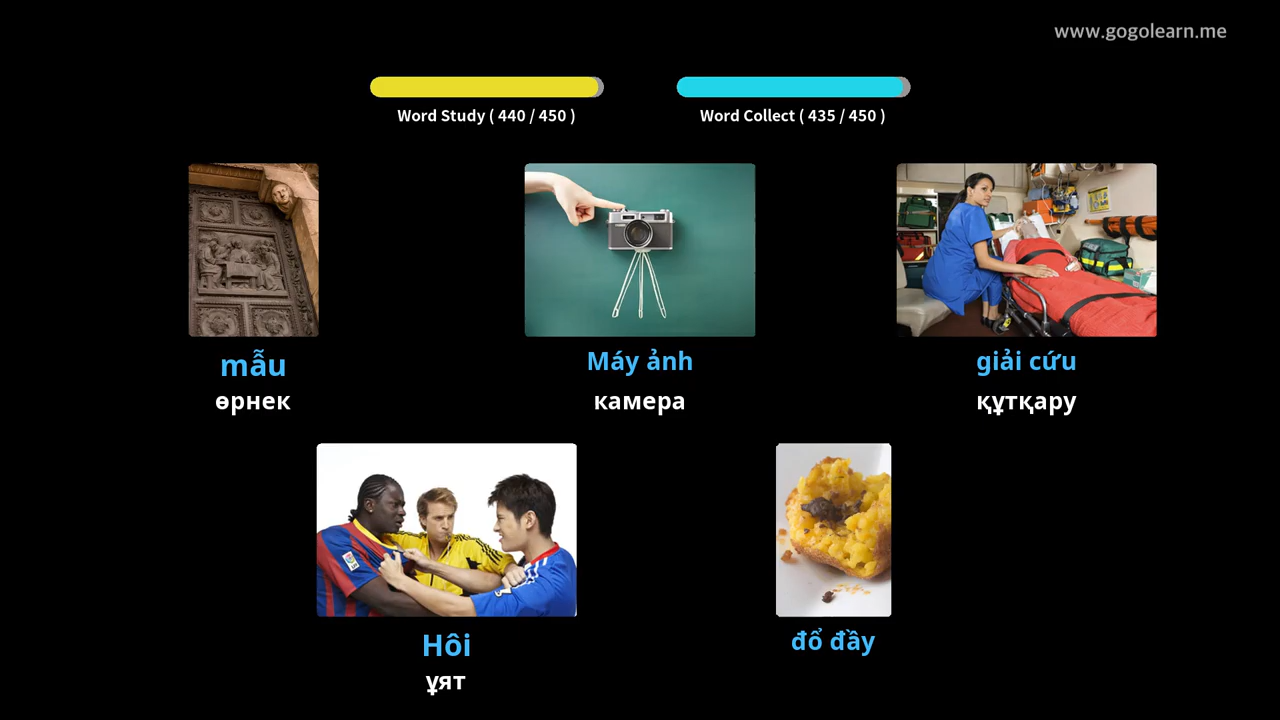 www.gogolearn.me
Word Study ( 440 / 450 )
Word Collect ( 435 / 450 )
mẫu
өрнек
Máy ảnh
камера
giải cứu
құтқару
Hôi
ұят
đổ đầy